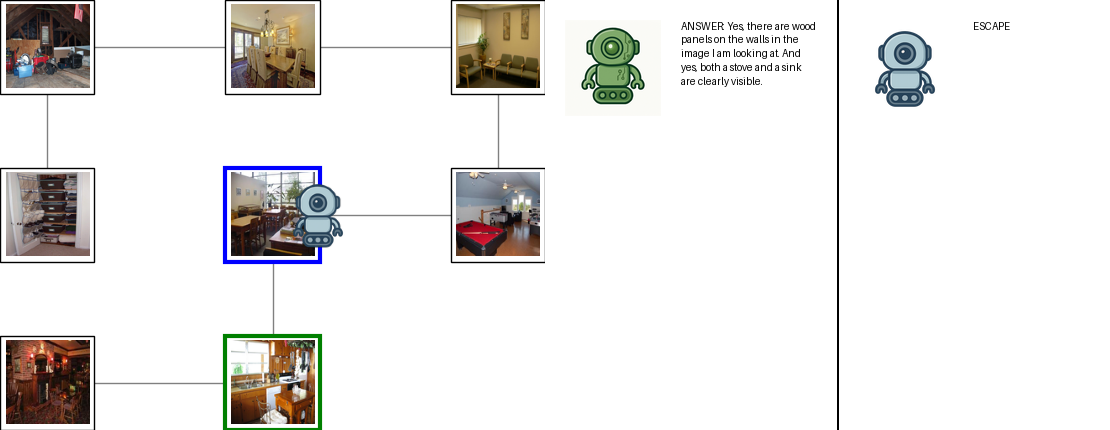 ANSWER: Yes, there are wood
panels on the walls in the
image I am looking at. And
yes, both a stove and a sink
are clearly visible.
ESCAPE